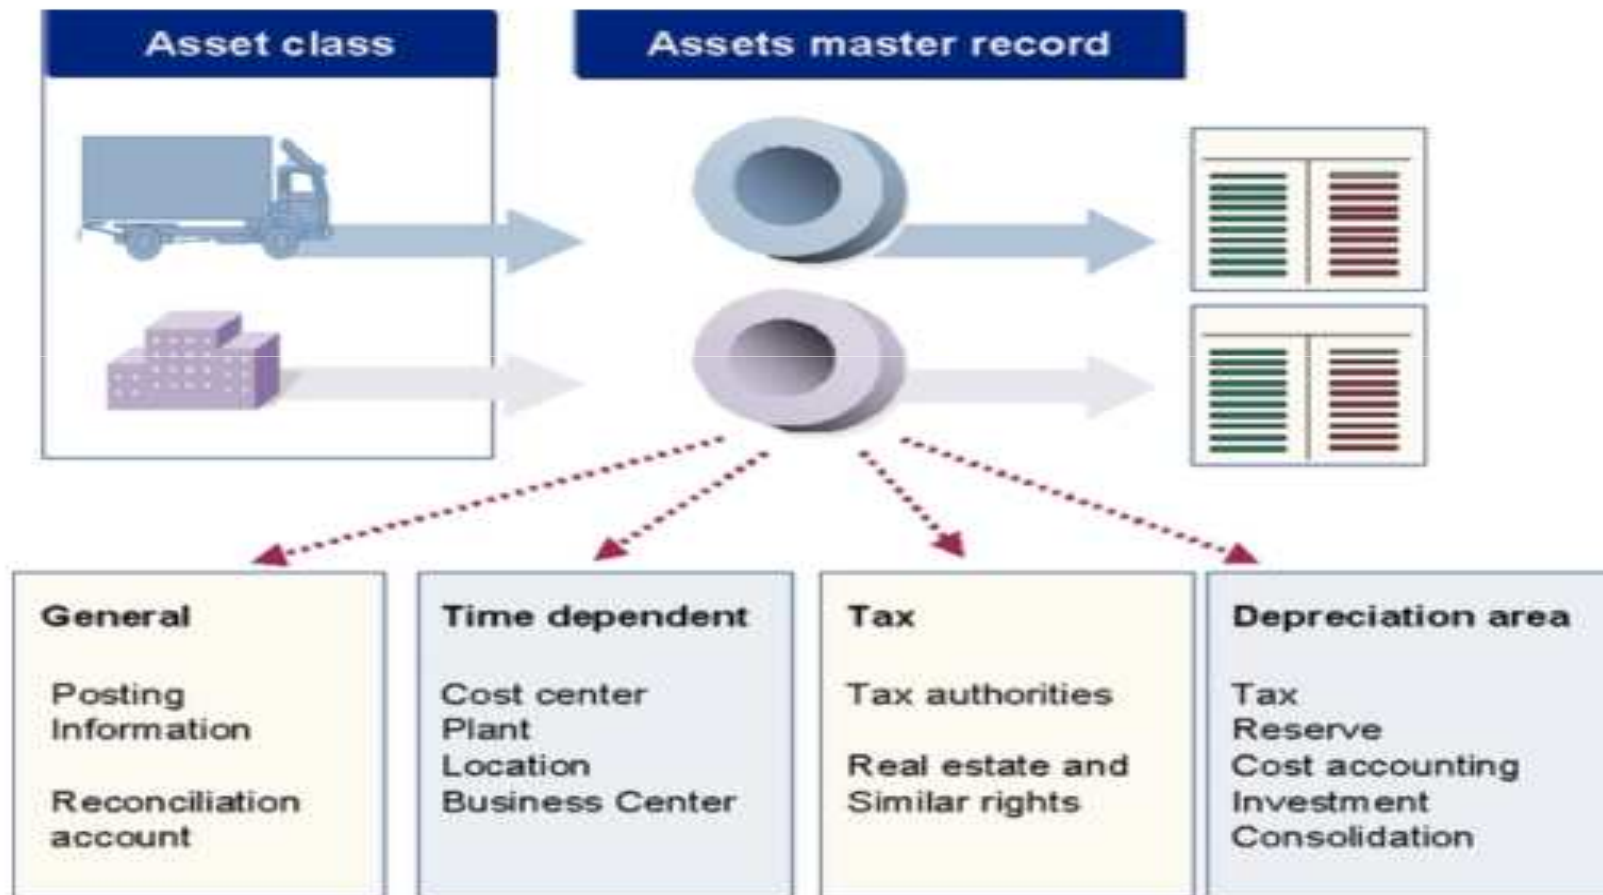 Asset class
Assets master record
General
Posting
Information
Reconciliation
account
Time dependent
Cost center
Plant
Location
Business Center
Tax
Tax authorities
Real estate and
Similar rights
Depreciation area
Tax
Reserve
Cost accounting
Investment
Consolidation